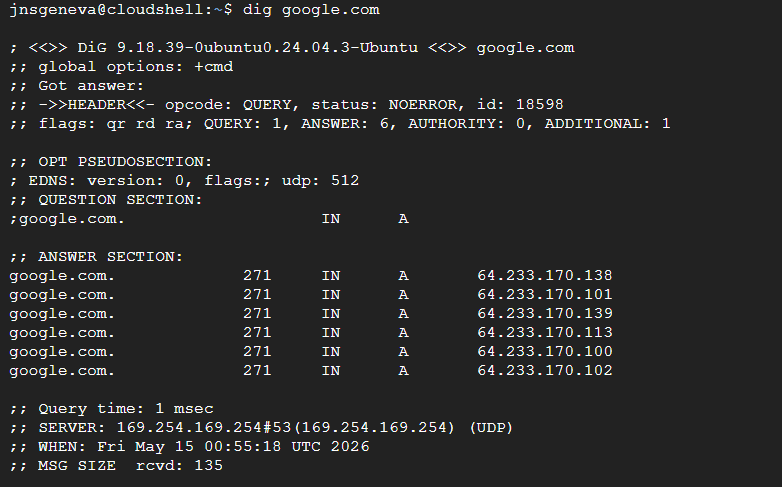 jnsgeneva@cloudshell:~$ dig google.com
; <<>> DiG 9.18.39-0ubuntu0.24.04.3-Ubuntu <<>> google.com
;; global options: +cmd
;; Got answer:
;; ->>HEADER<<- opcode: QUERY, status: NOERROR, id: 18598
;; flags: qr rd ra; QUERY: 1, ANSWER: 6, AUTHORITY: 0, ADDITIONAL: 1
;; OPT PSEUDOSECTION:
; EDNS: version: 0, flags:; udp: 512
;; QUESTION SECTION:
;google.com. IN A
;; ANSWER SECTION:
google.com. 271 IN A 64.233.170.138
google.com. 271 IN A 64.233.170.101
google.com. 271 IN A 64.233.170.139
google.com. 271 IN A 64.233.170.113
google.com. 271 IN A 64.233.170.100
google.com. 271 IN A 64.233.170.102
;; Query time: 1 msec
;; SERVER: 169.254.169.254#53(169.254.169.254) (UDP)
;; WHEN: Fri May 15 00:55:18 UTC 2026
;; MSG SIZE  rcvd: 135